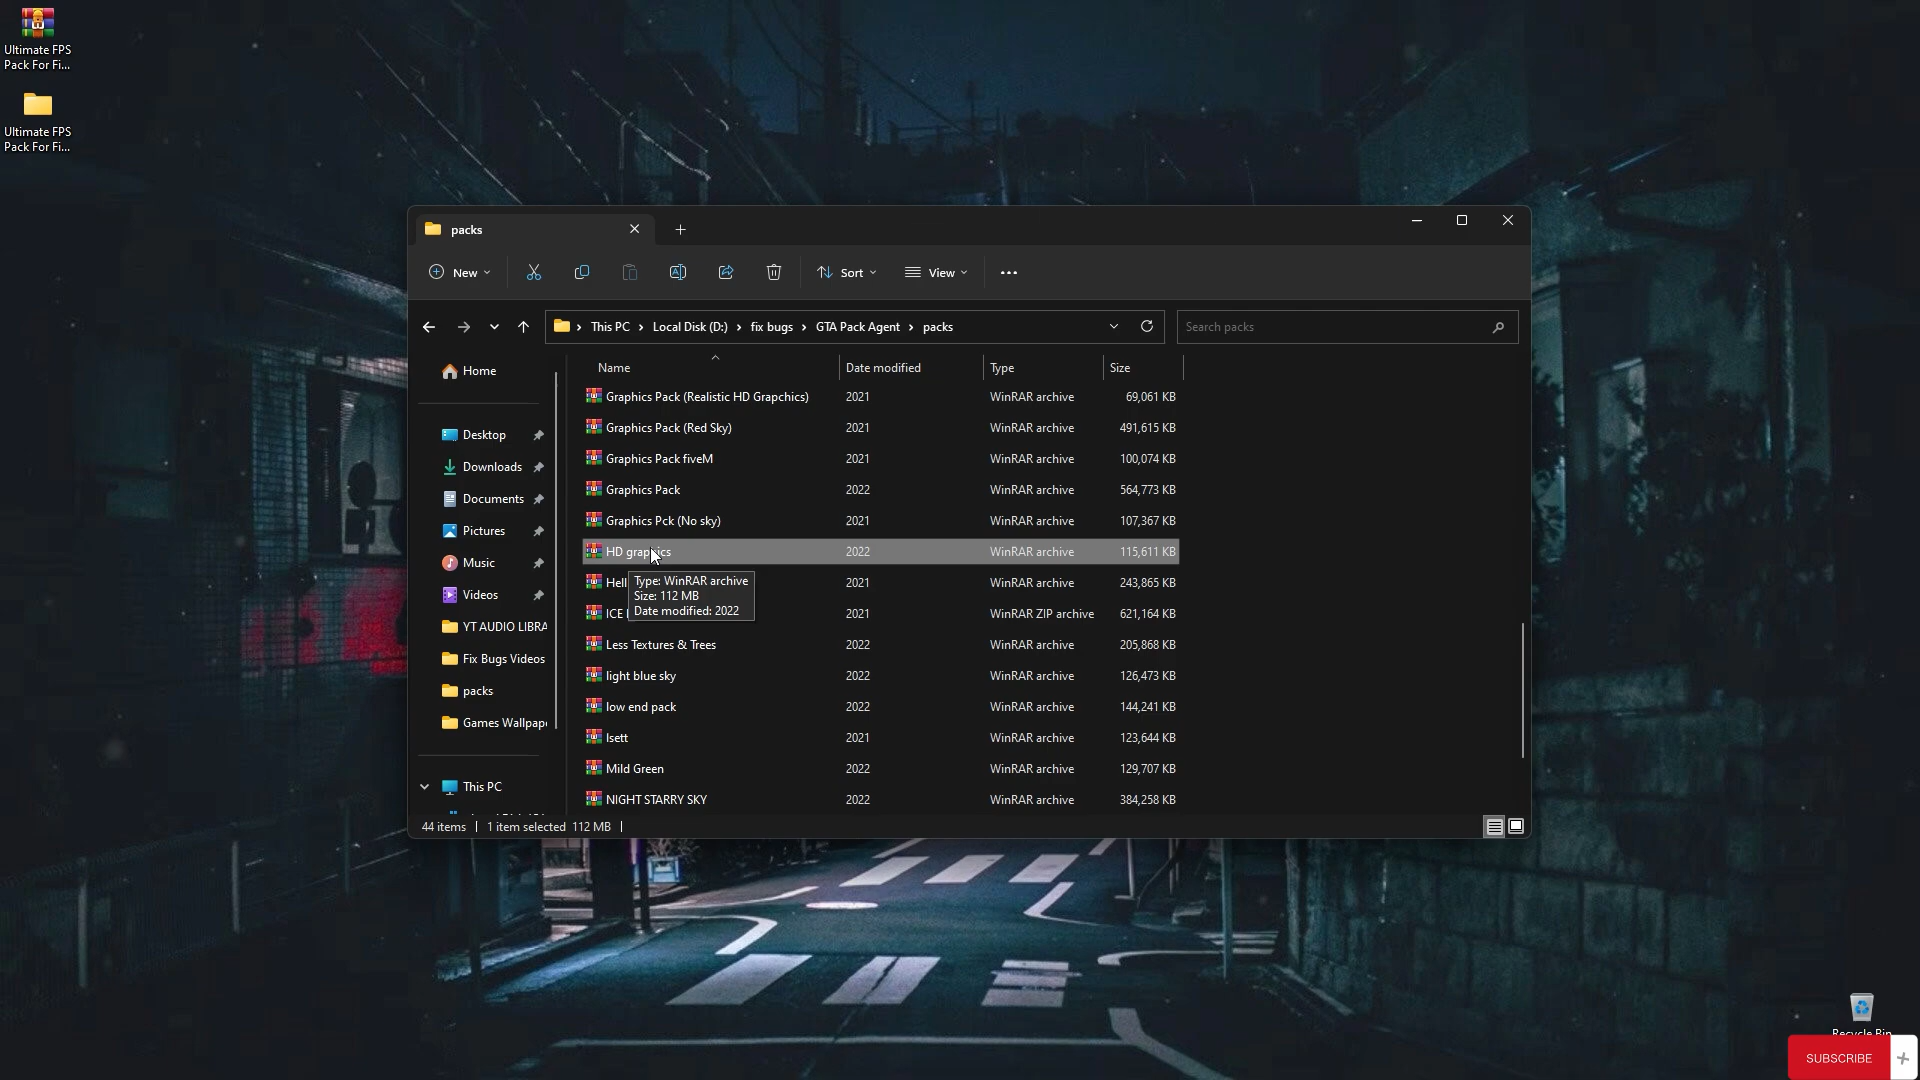 Ultimate FPS
Pack For Fi...
Ultimate FPS
Pack For Fi...
packs
New
Sort
View
This PC
Local Disk (D:)
fix bugs
GTA Pack Agent
packs
Search packs
Home
Desktop
Downloads
Documents
Pictures
Music
Videos
YT AUDIO LIBRA
Fix Bugs Videos
packs
Games Wallpap
This PC
Name Date modified Type Size
Graphics Pack (Realistic HD Grapchics) 2021 WinRAR archive 69,061 KB
Graphics Pack (Red Sky) 2021 WinRAR archive 491,615 KB
Graphics Pack fiveM 2021 WinRAR archive 100,074 KB
Graphics Pack 2022 WinRAR archive 564,773 KB
Graphics Pck (No sky) 2021 WinRAR archive 107,367 KB
HD graphics 2022 WinRAR archive 115,611 KB
Hell 2021 WinRAR archive 243,865 KB
ICE 2021 WinRAR ZIP archive 621,164 KB
Type: WinRAR archive
Size: 112 MB
Date modified: 2022
Less Textures & Trees 2022 WinRAR archive 205,868 KB
light blue sky 2022 WinRAR archive 126,473 KB
low end pack 2022 WinRAR archive 144,241 KB
lsett 2021 WinRAR archive 123,644 KB
Mild Green 2022 WinRAR archive 129,707 KB
NIGHT STARRY SKY 2022 WinRAR archive 384,258 KB
44 items 1 item selected 112 MB
Recycle Bin
SUBSCRIBE